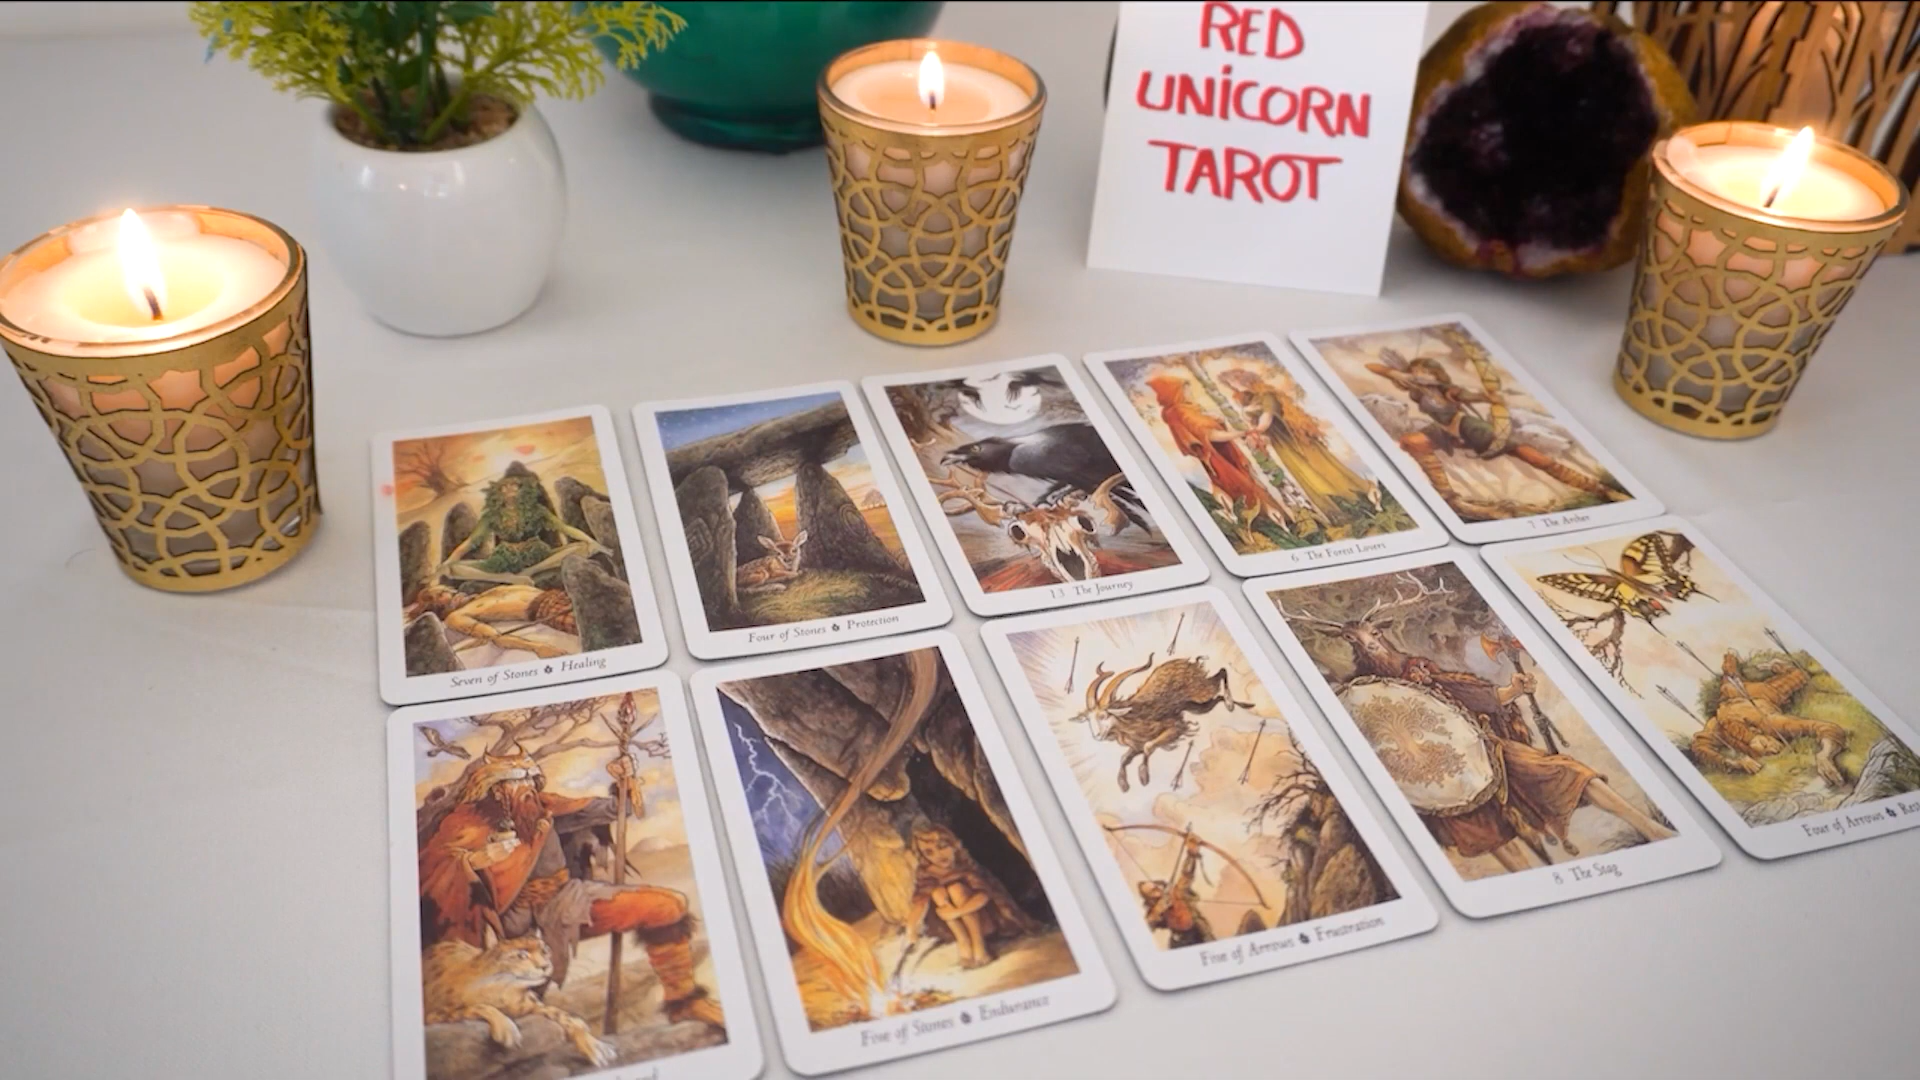 RED
UNICORN
TAROT
7 The Archer
6 The Forest Lovers
13 The Journey
Four of Stones Protection
Seven of Stones Healing
Four of Arrows
8 The Stag
Five of Arrows Frustration
Five of Stones Endurance